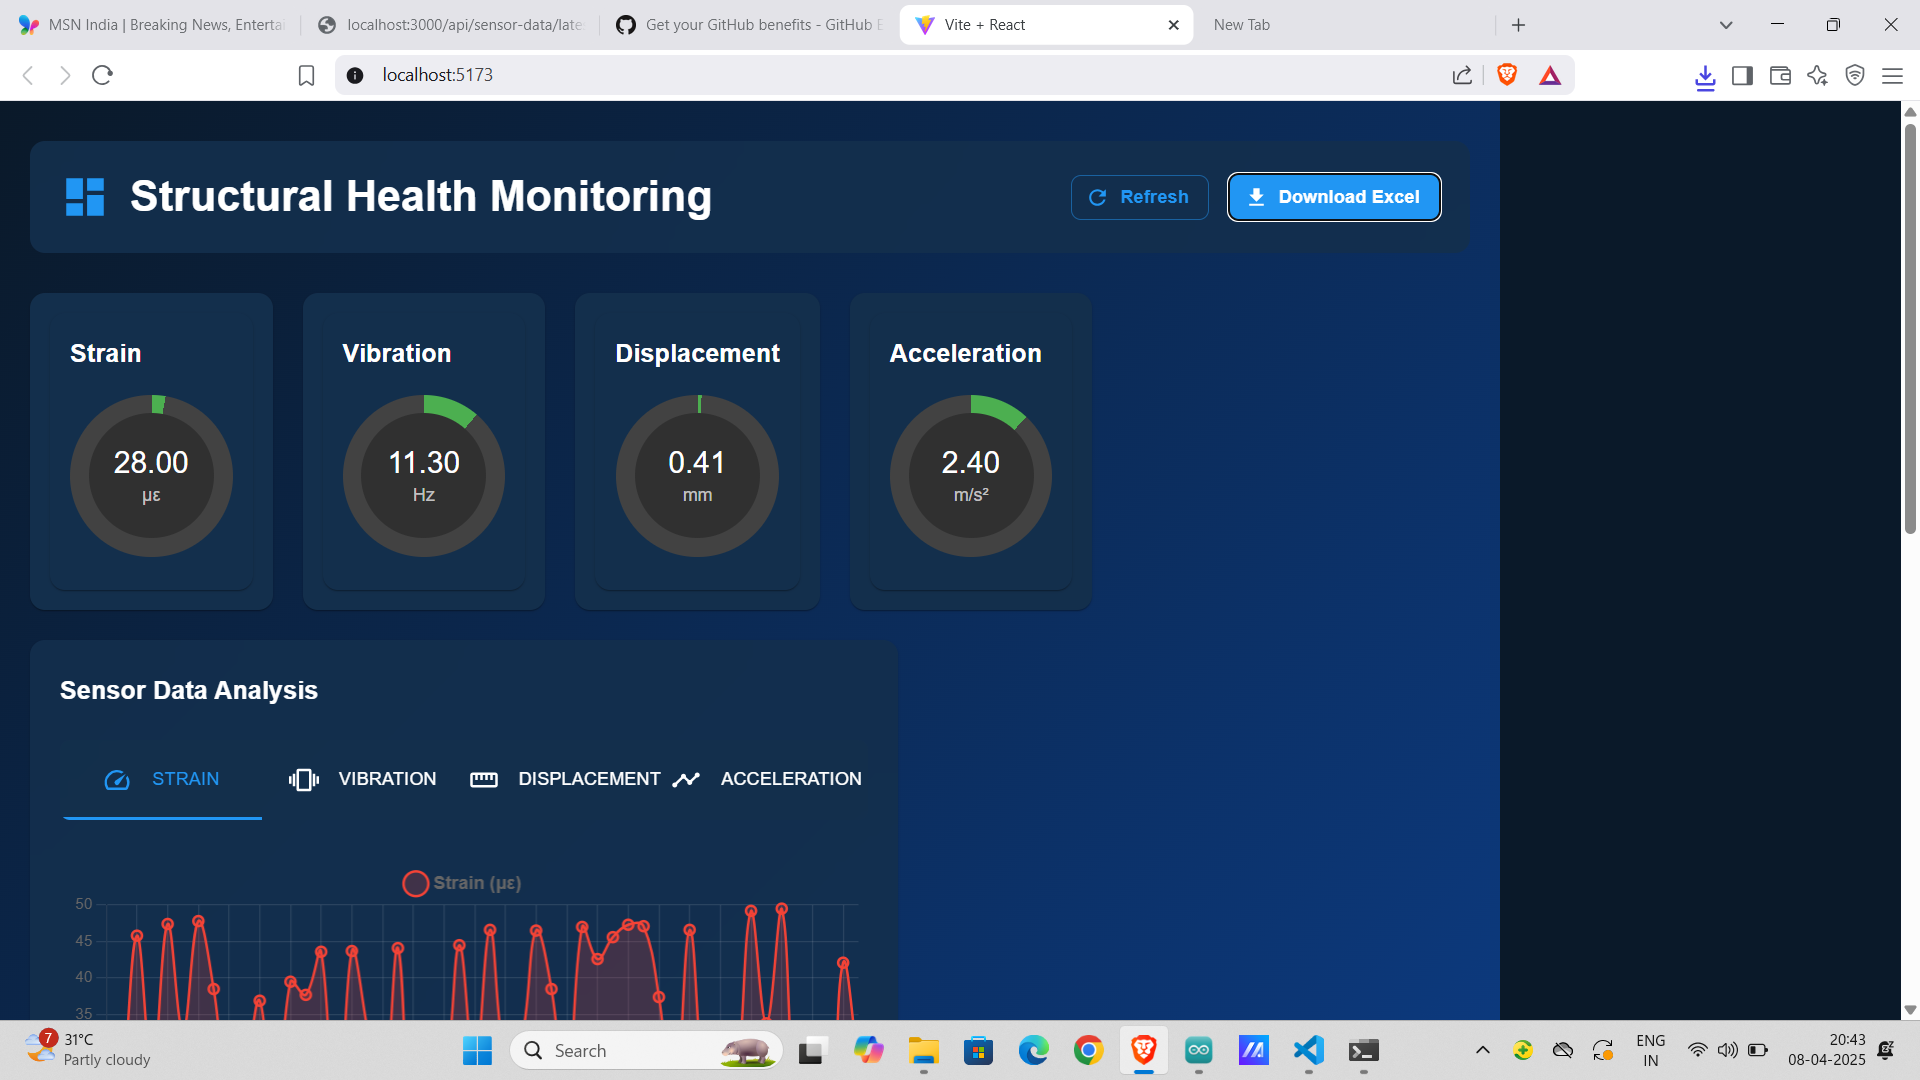 MSN India | Breaking News, Enterta
localhost:3000/api/sensor-data/late
Get your GitHub benefits - GitHub E
Vite + React
New Tab
localhost:5173
Structural Health Monitoring
Refresh
Download Excel
Strain
Vibration
Displacement
Acceleration
28.00
με
11.30
Hz
0.41
mm
2.40
m/s²
Sensor Data Analysis
STRAIN
VIBRATION
DISPLACEMENT
ACCELERATION
Strain (με)
50
45
40
35
7
31°C
Partly cloudy
Search
ENG
IN
20:43
08-04-2025